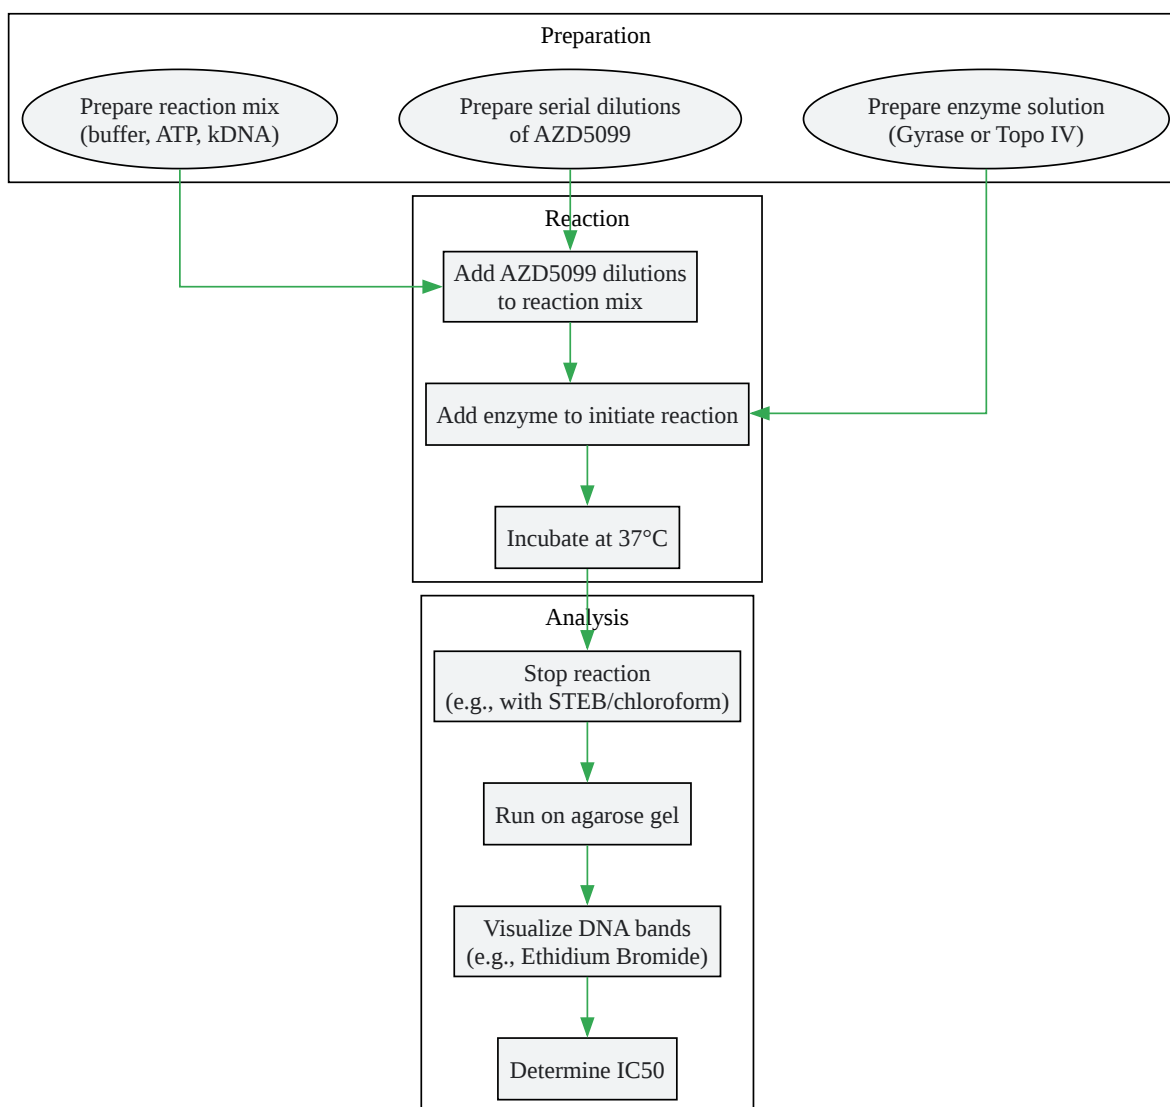 Preparation
Prepare reaction mix
(buffer, ATP, kDNA)
Prepare serial dilutions
of AZD5099
Prepare enzyme solution
(Gyrase or Topo IV)
Reaction
Add AZD5099 dilutions
to reaction mix
Add enzyme to initiate reaction
Incubate at 37°C
Analysis
Stop reaction
(e.g., with STEB/chloroform)
Run on agarose gel
Visualize DNA bands
(e.g., Ethidium Bromide)
Determine IC50